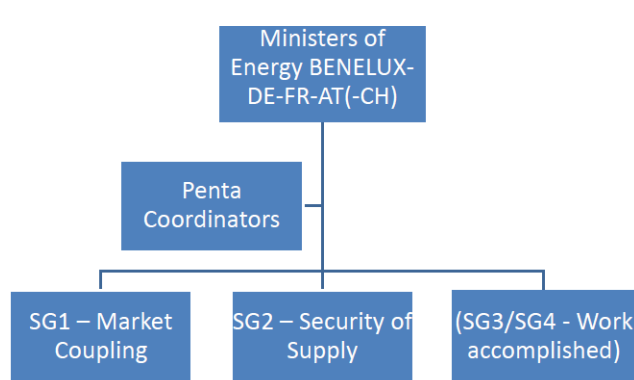 Ministers of
Energy BENELUX-
DE-FR-AT(-CH)
Penta
Coordinators
SG1 – Market
Coupling
SG2 – Security of
Supply
(SG3/SG4 - Work
accomplished)